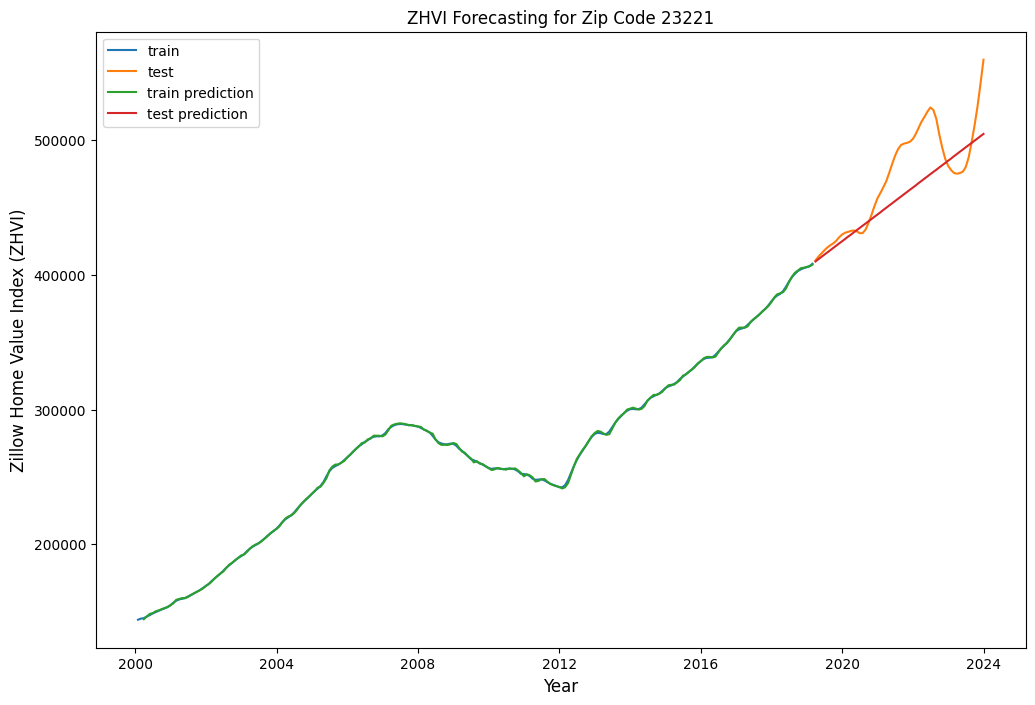 ZHVI Forecasting for Zip Code 23221
train
test
train prediction
test prediction
500000
400000
300000
200000
Zillow Home Value Index (ZHVI)
2000 2004 2008 2012 2016 2020 2024
Year